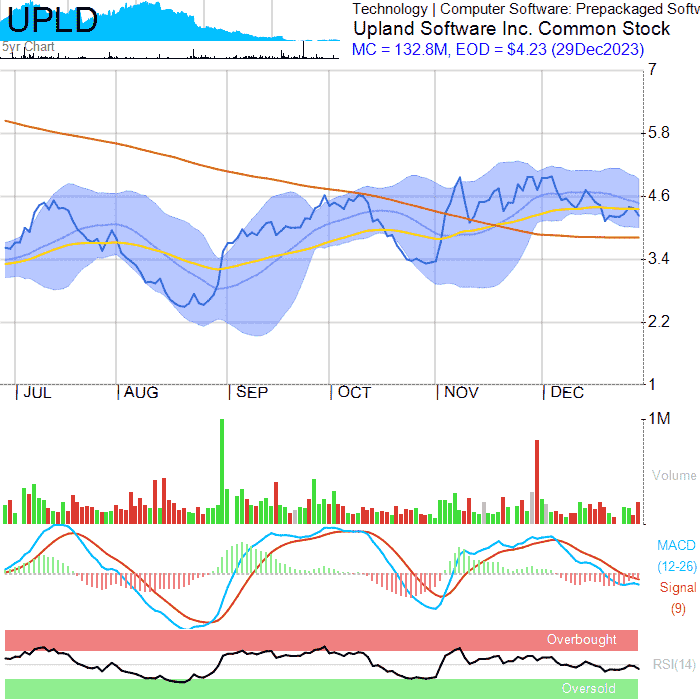 UPLD
5yr Chart
Technology | Computer Software: Prepackaged Softw
Upland Software Inc. Common Stock
MC = 132.8M, EOD = $4.23 (29Dec2023)
7
5.8
4.6
3.4
2.2
1
JUL AUG SEP OCT NOV DEC
1M
Volume
MACD
(12-26)
Signal
(9)
Overbought
RSI(14)
Oversold